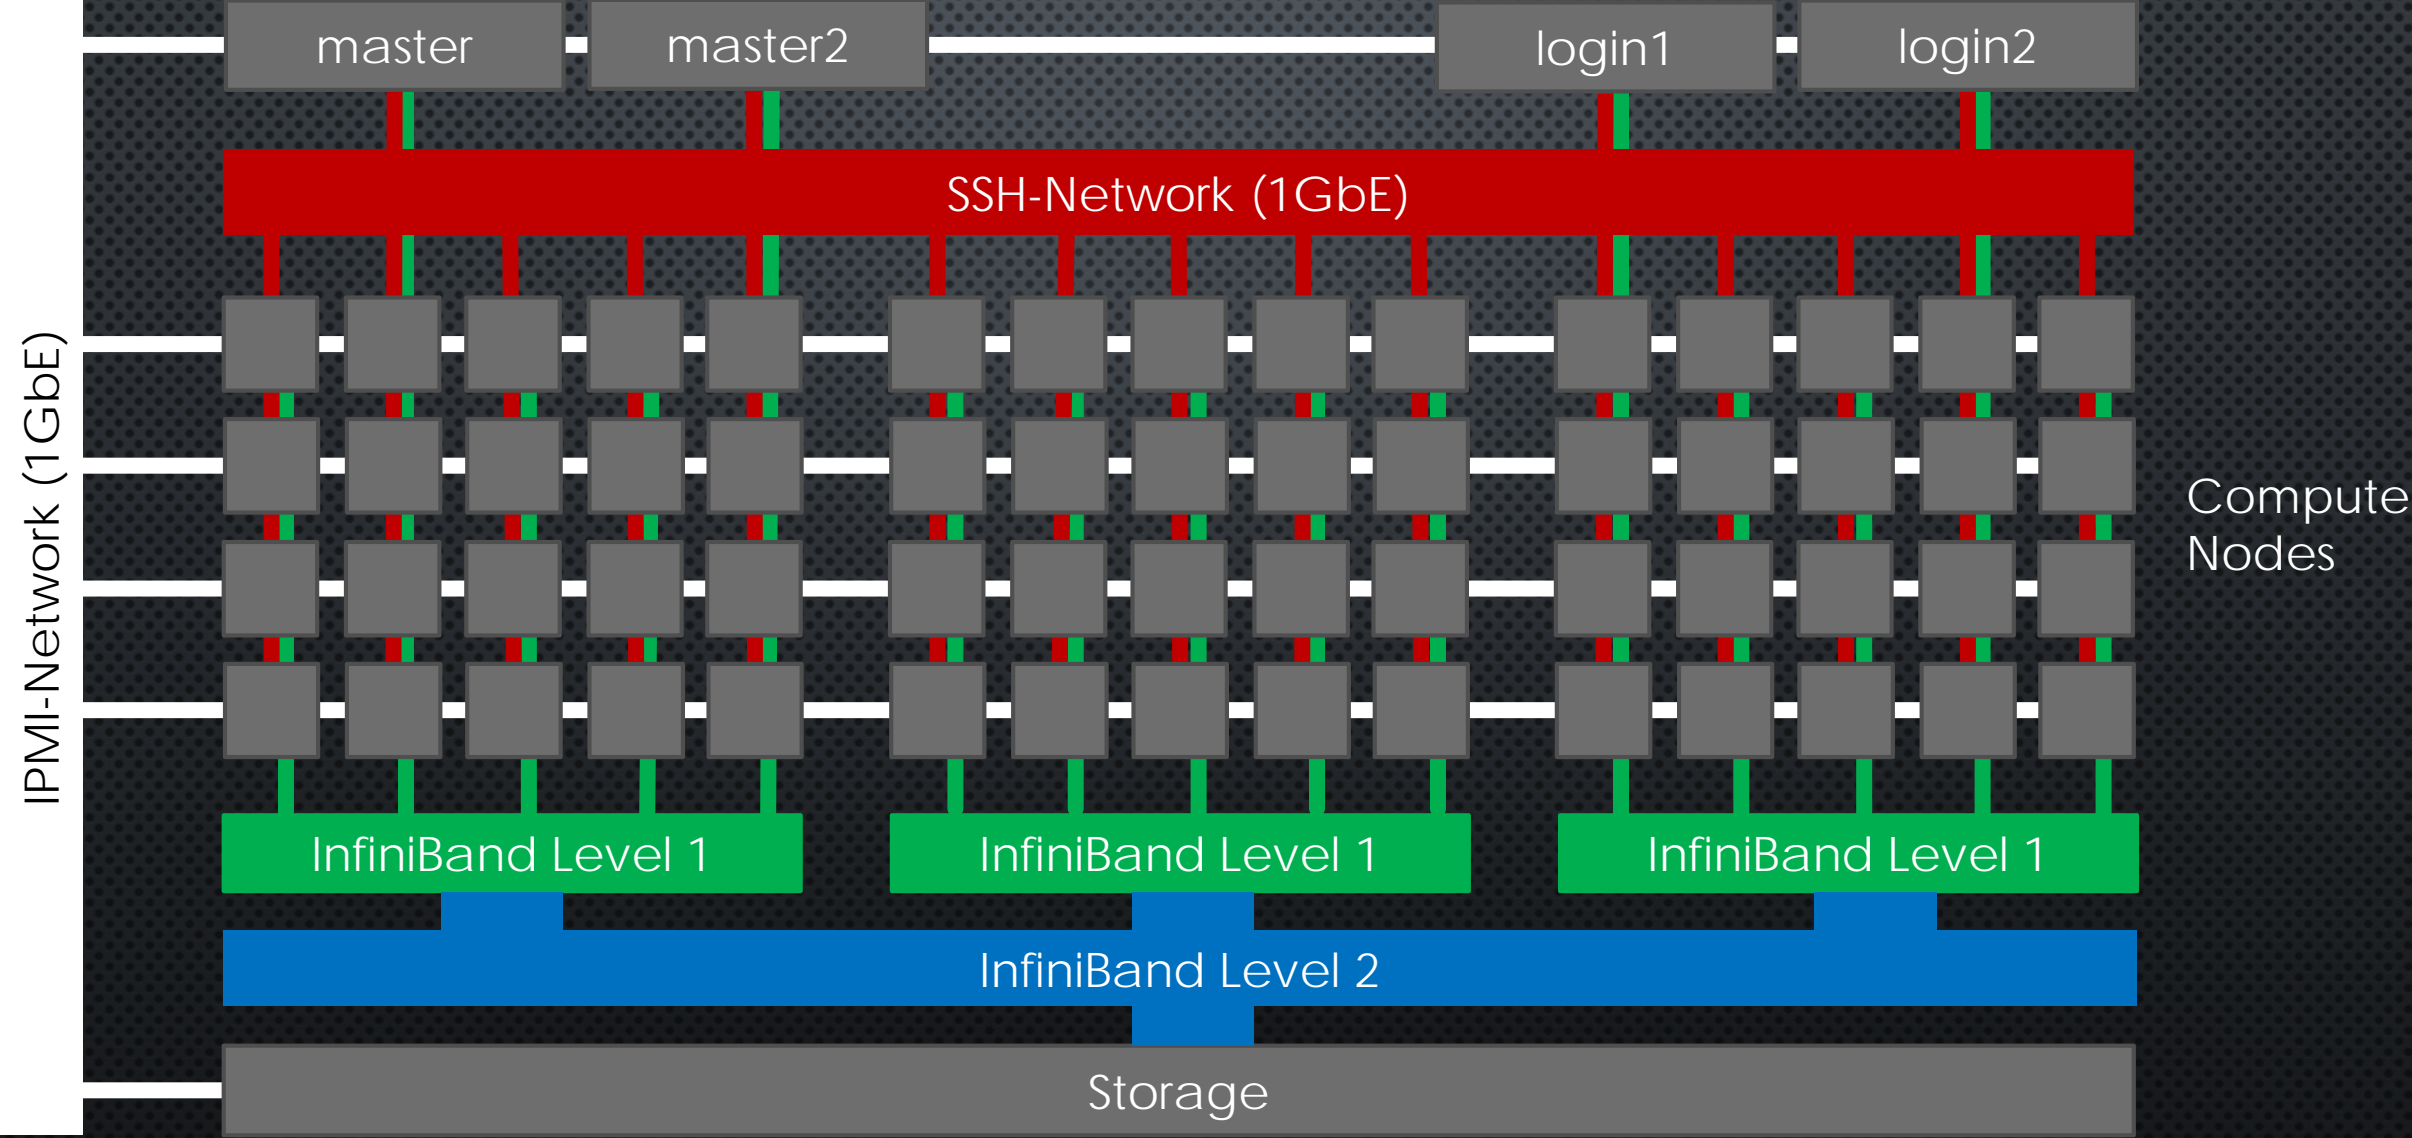 master
master2
login1
login2
SSH-Network (1GbE)
IPMI-Network (1GbE)
Compute
Nodes
InfiniBand Level 1
InfiniBand Level 1
InfiniBand Level 1
InfiniBand Level 2
Storage